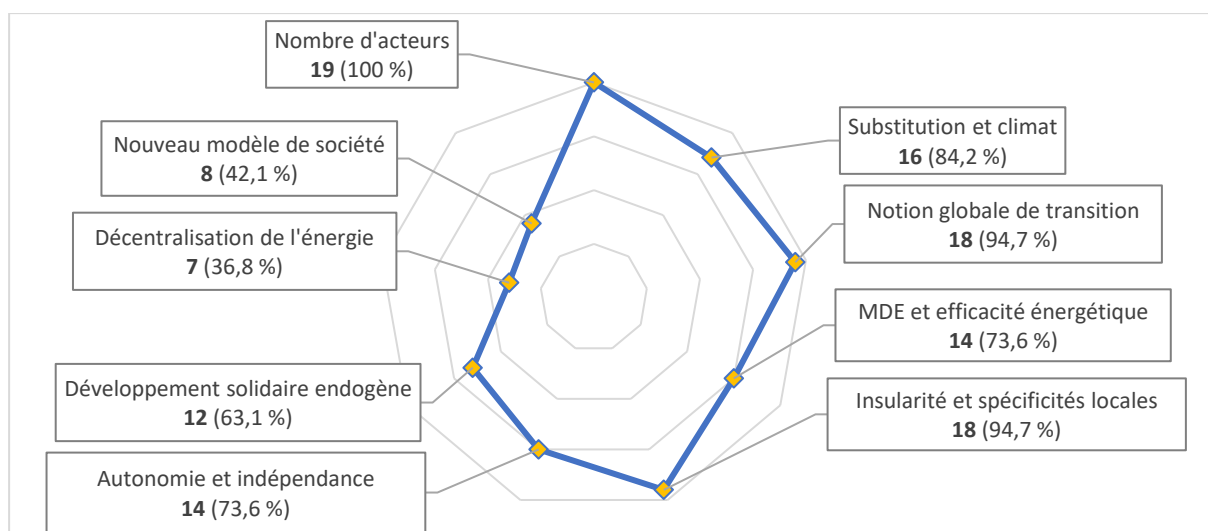 Nombre d'acteurs
19 (100 %)
Substitution et climat
16 (84,2 %)
Notion globale de transition
18 (94,7 %)
MDE et efficacité énergétique
14 (73,6 %)
Insularité et spécificités locales
18 (94,7 %)
Autonomie et indépendance
14 (73,6 %)
Développement solidaire endogène
12 (63,1 %)
Décentralisation de l'énergie
7 (36,8 %)
Nouveau modèle de société
8 (42,1 %)